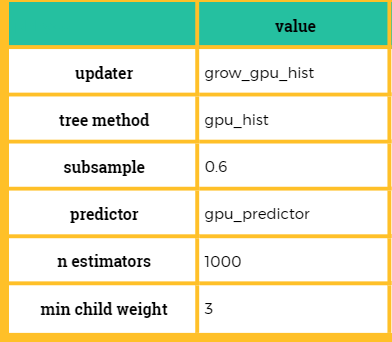 value
updater grow_gpu_hist
tree method gpu_hist
subsample 0.6
predictor gpu_predictor
n estimators 1000
min child weight 3